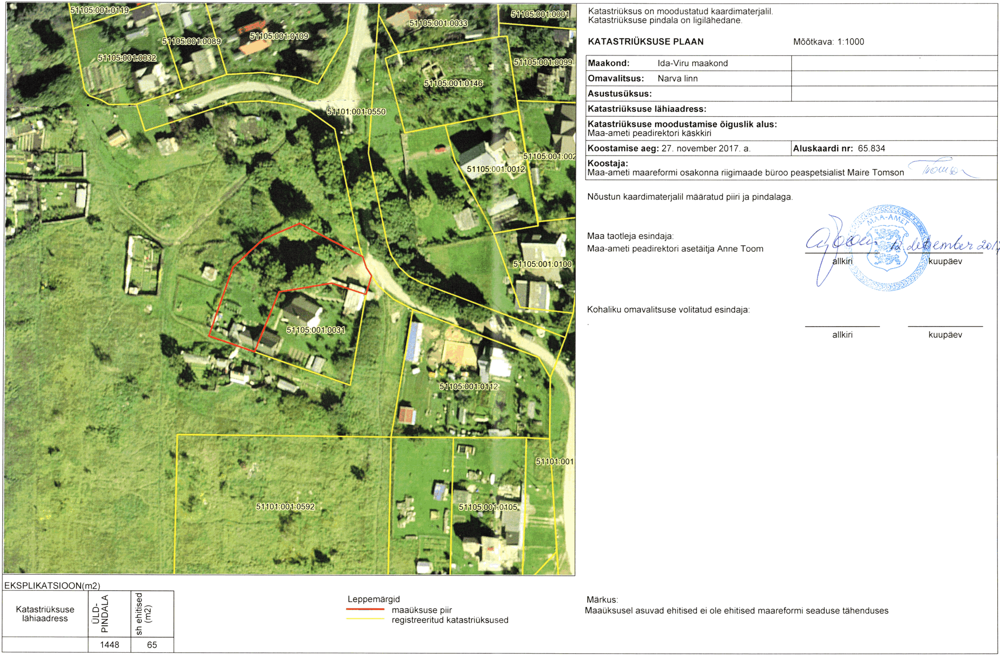 51105:001:0119
51105:001:0089
51105:001:0109
51105:001:0032
51105:001:0033
51105:001:0001
51105:001:0099
51105:001:0146
51101:001:0550
51105:001:002
51105:001:0012
51105:001:0100
51105:001:0031
51105:001:0112
51101:001
51101:001:0592
51105:001:0105
Katastriüksus on moodustatud kaardimaterjalil.
Katastriüksuse pindala on ligilähedane.
KATASTRIÜKSUSE PLAAN Mõõtkava: 1:1000
Maakond: Ida-Viru maakond
Omavalitsus: Narva linn
Asustusüksus:
Katastriüksuse lähiaadress:
Katastriüksuse moodustamise õiguslik alus:
Maa-ameti peadirektori käskkiri
Koostamise aeg: 27. november 2017. a. Aluskaardi nr: 65.834
Koostaja:
Maa-ameti maareformi osakonna riigimaade büroo peaspetsialist Maire Tomson Tomson
Nõustun kaardimaterjalil määratud piiri ja pindalaga.
MAA-AMET
Maa taotleja esindaja:
Maa-ameti peadirektori asetäitja Anne Toom 12. detsember 2017
allkiri kuupäev
Kohaliku omavalitsuse volitatud esindaja:
allkiri kuupäev
EKSPLIKATSIOON(m2)
Katastriüksuse
lähiaadress
ÜLD-
PINDALA
sh ehitised
(m2)
1448 65
Leppemärgid
maaüksuse piir
registreeritud katastriüksused
Märkus:
Maaüksusel asuvad ehitised ei ole ehitised maareformi seaduse tähenduses